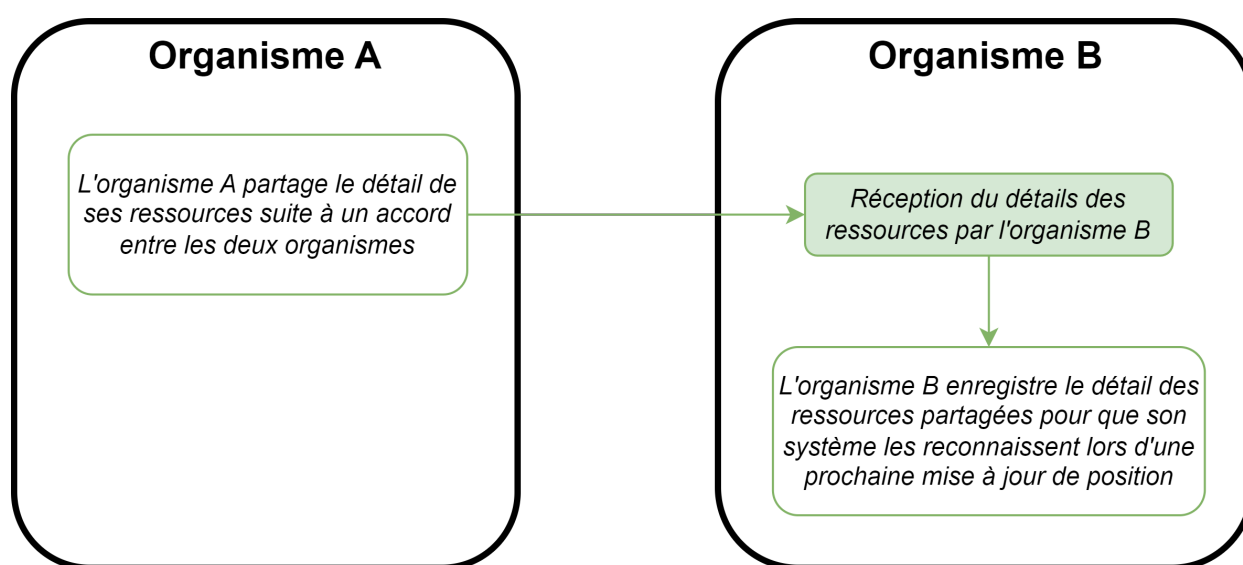 Organisme A
Organisme B
L'organisme A partage le détail de
ses ressources suite à un accord
entre les deux organismes
Réception du détails des
ressources par l'organisme B
L'organisme B enregistre le détail des
ressources partagées pour que son
système les reconnaissent lors d'une
prochaine mise à jour de position